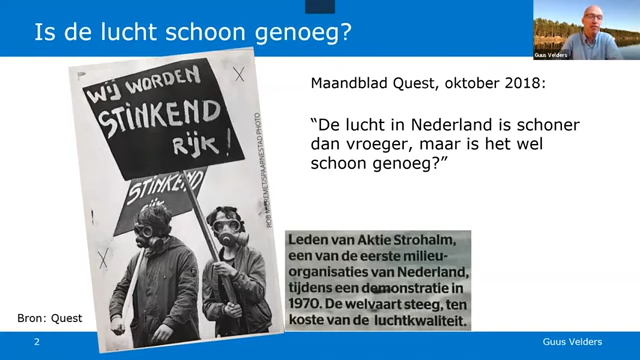 Is de lucht schoon genoeg?
Guus Velders
WIJ WORDEN
STINKEND
RIJK!
STINKEND
Maandblad Quest, oktober 2018:
“De lucht in Nederland is schoner
dan vroeger, maar is het wel
schoon genoeg?”
Leden van Aktie Strohalm,
een van de eerste milieu-
organisaties van Nederland,
tijdens een demonstratie in
1970. De welvaart steeg, ten
koste van de luchtkwaliteit.
Bron: Quest
2
Guus Velders